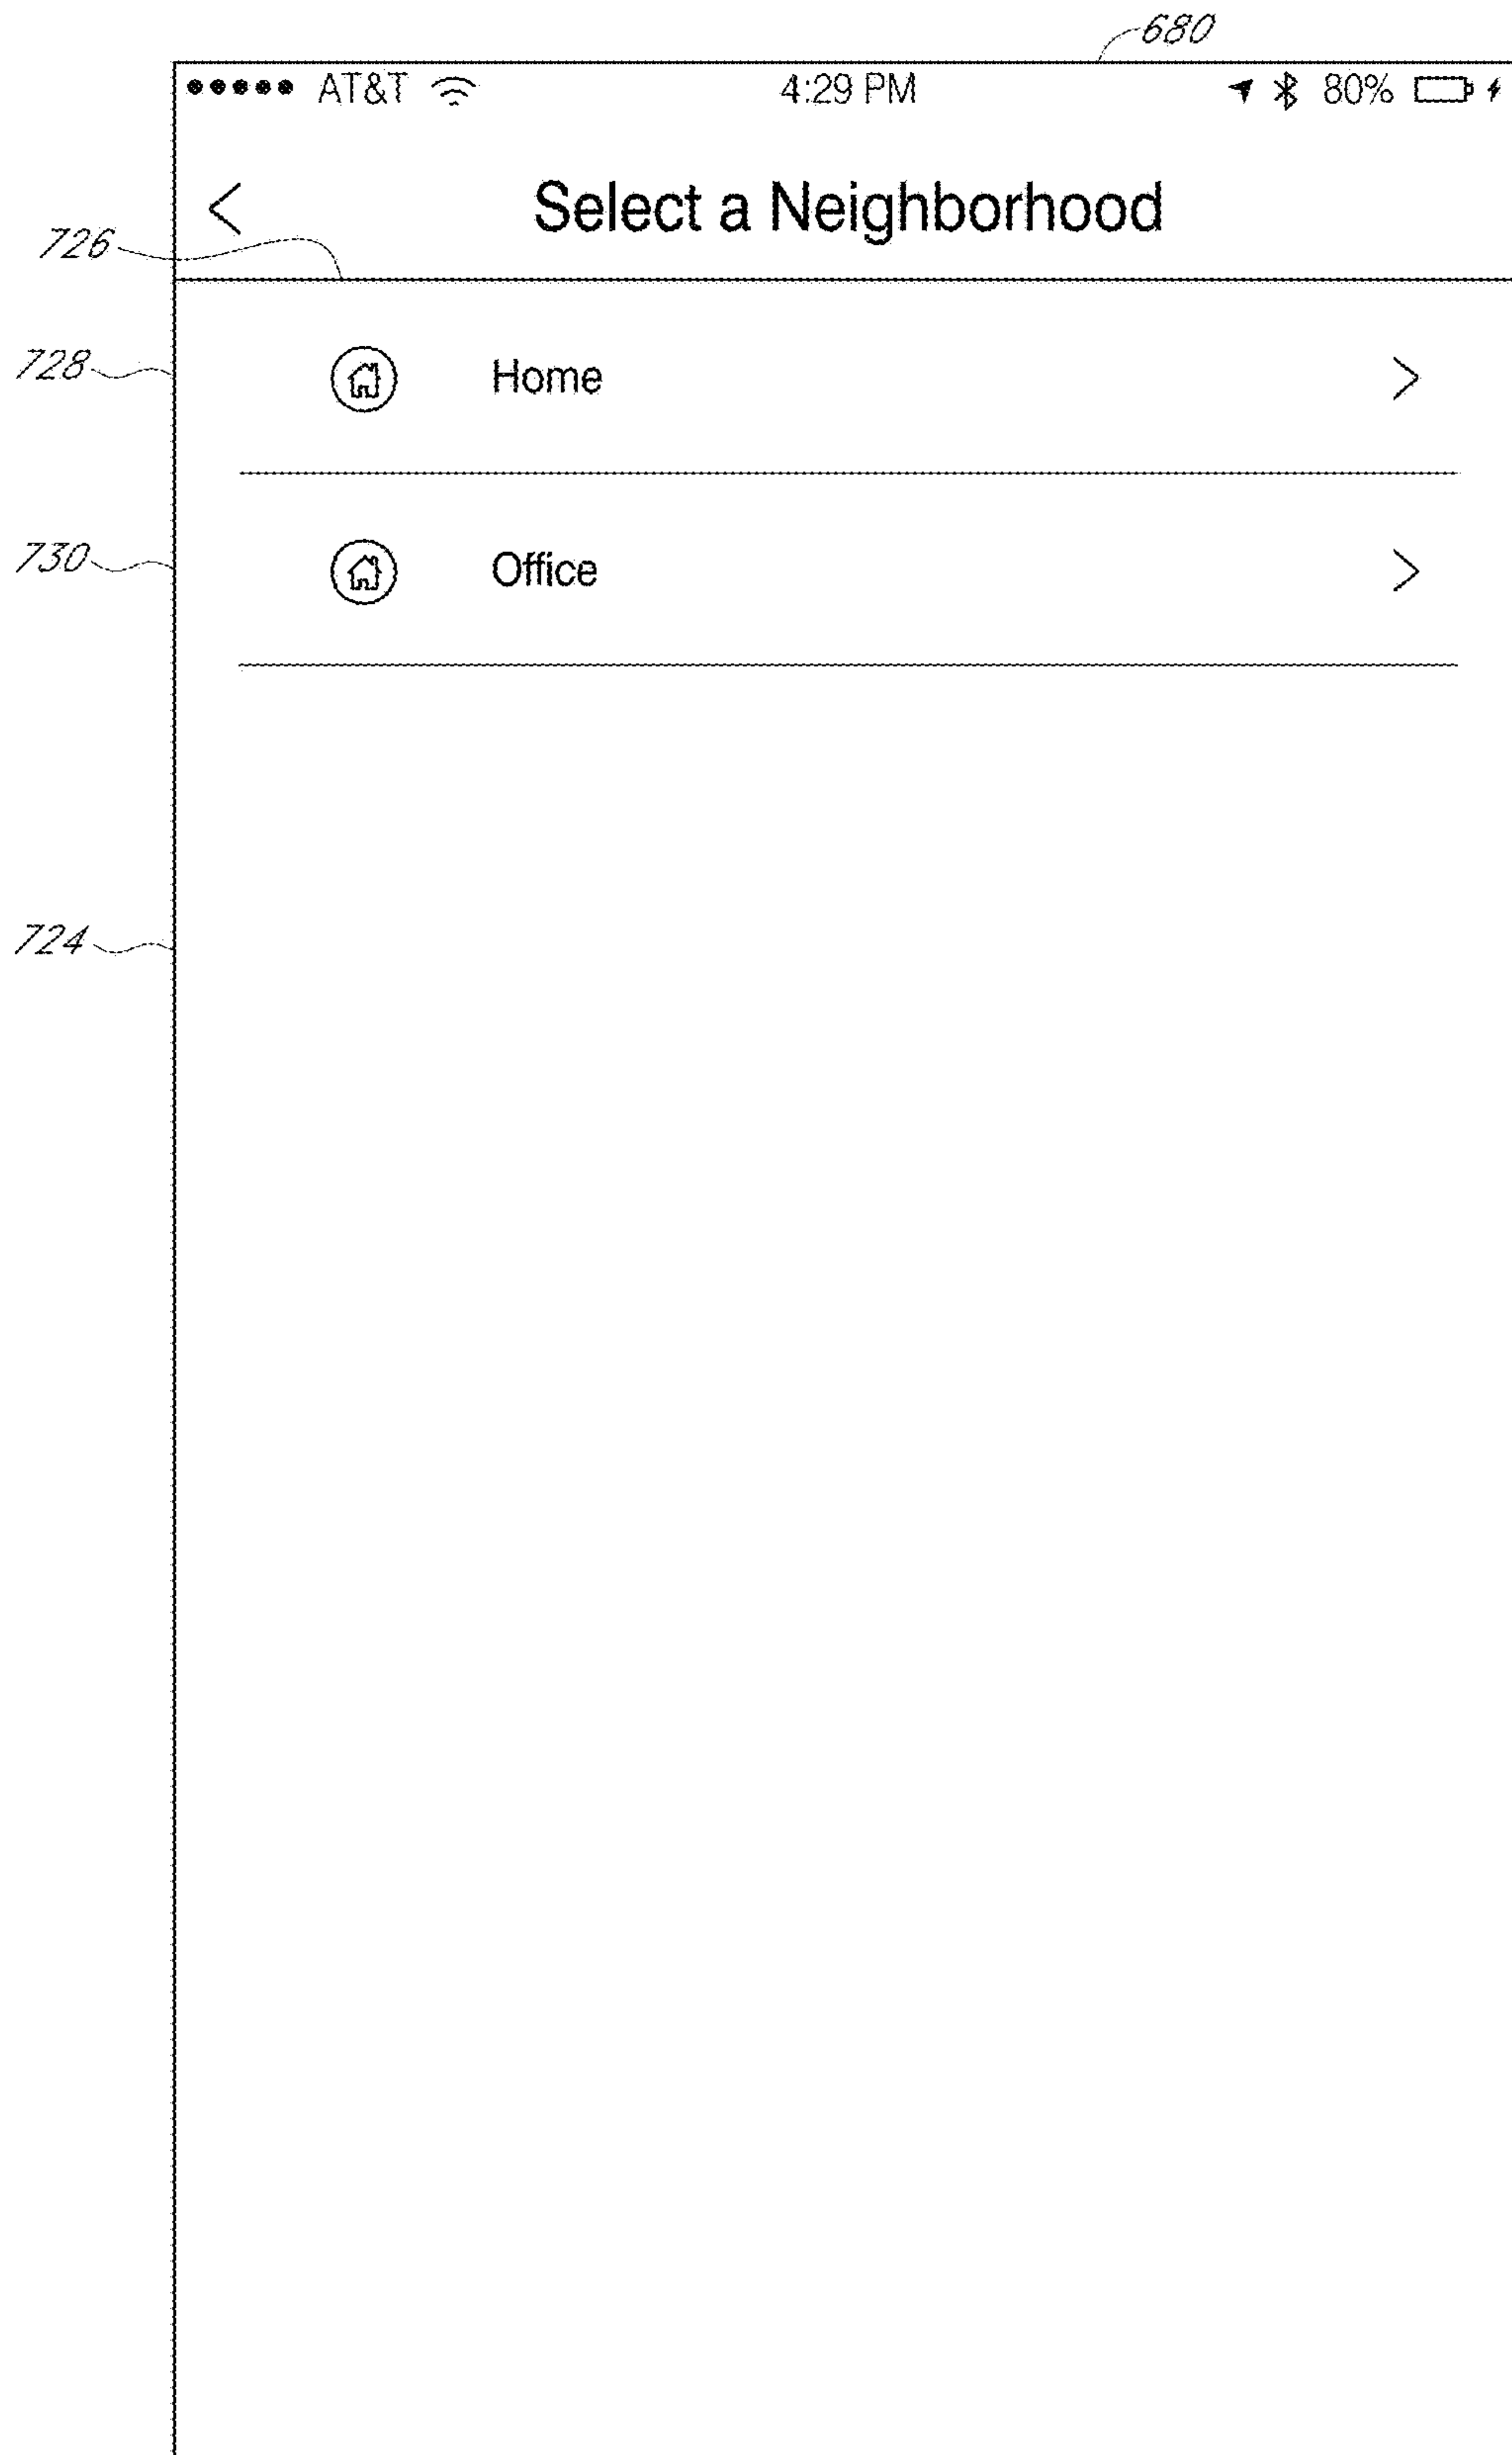 680
AT&T 4:29 PM 80%
Select a Neighborhood
726
728 Home
730 Office
724